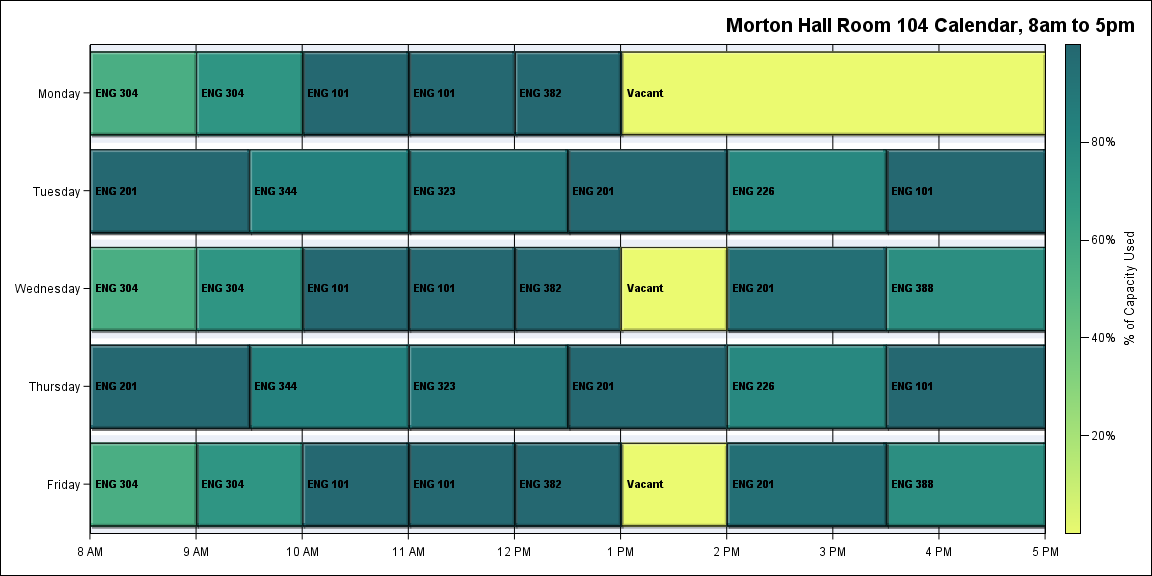 Morton Hall Room 104 Calendar, 8am to 5pm
Monday ENG 304 ENG 304 ENG 101 ENG 101 ENG 382 Vacant
80%
Tuesday ENG 201 ENG 344 ENG 323 ENG 201 ENG 226 ENG 101
60%
Wednesday ENG 304 ENG 304 ENG 101 ENG 101 ENG 382 Vacant ENG 201 ENG 388
% of Capacity Used
40%
Thursday ENG 201 ENG 344 ENG 323 ENG 201 ENG 226 ENG 101
20%
Friday ENG 304 ENG 304 ENG 101 ENG 101 ENG 382 Vacant ENG 201 ENG 388
8 AM 9 AM 10 AM 11 AM 12 PM 1 PM 2 PM 3 PM 4 PM 5 PM